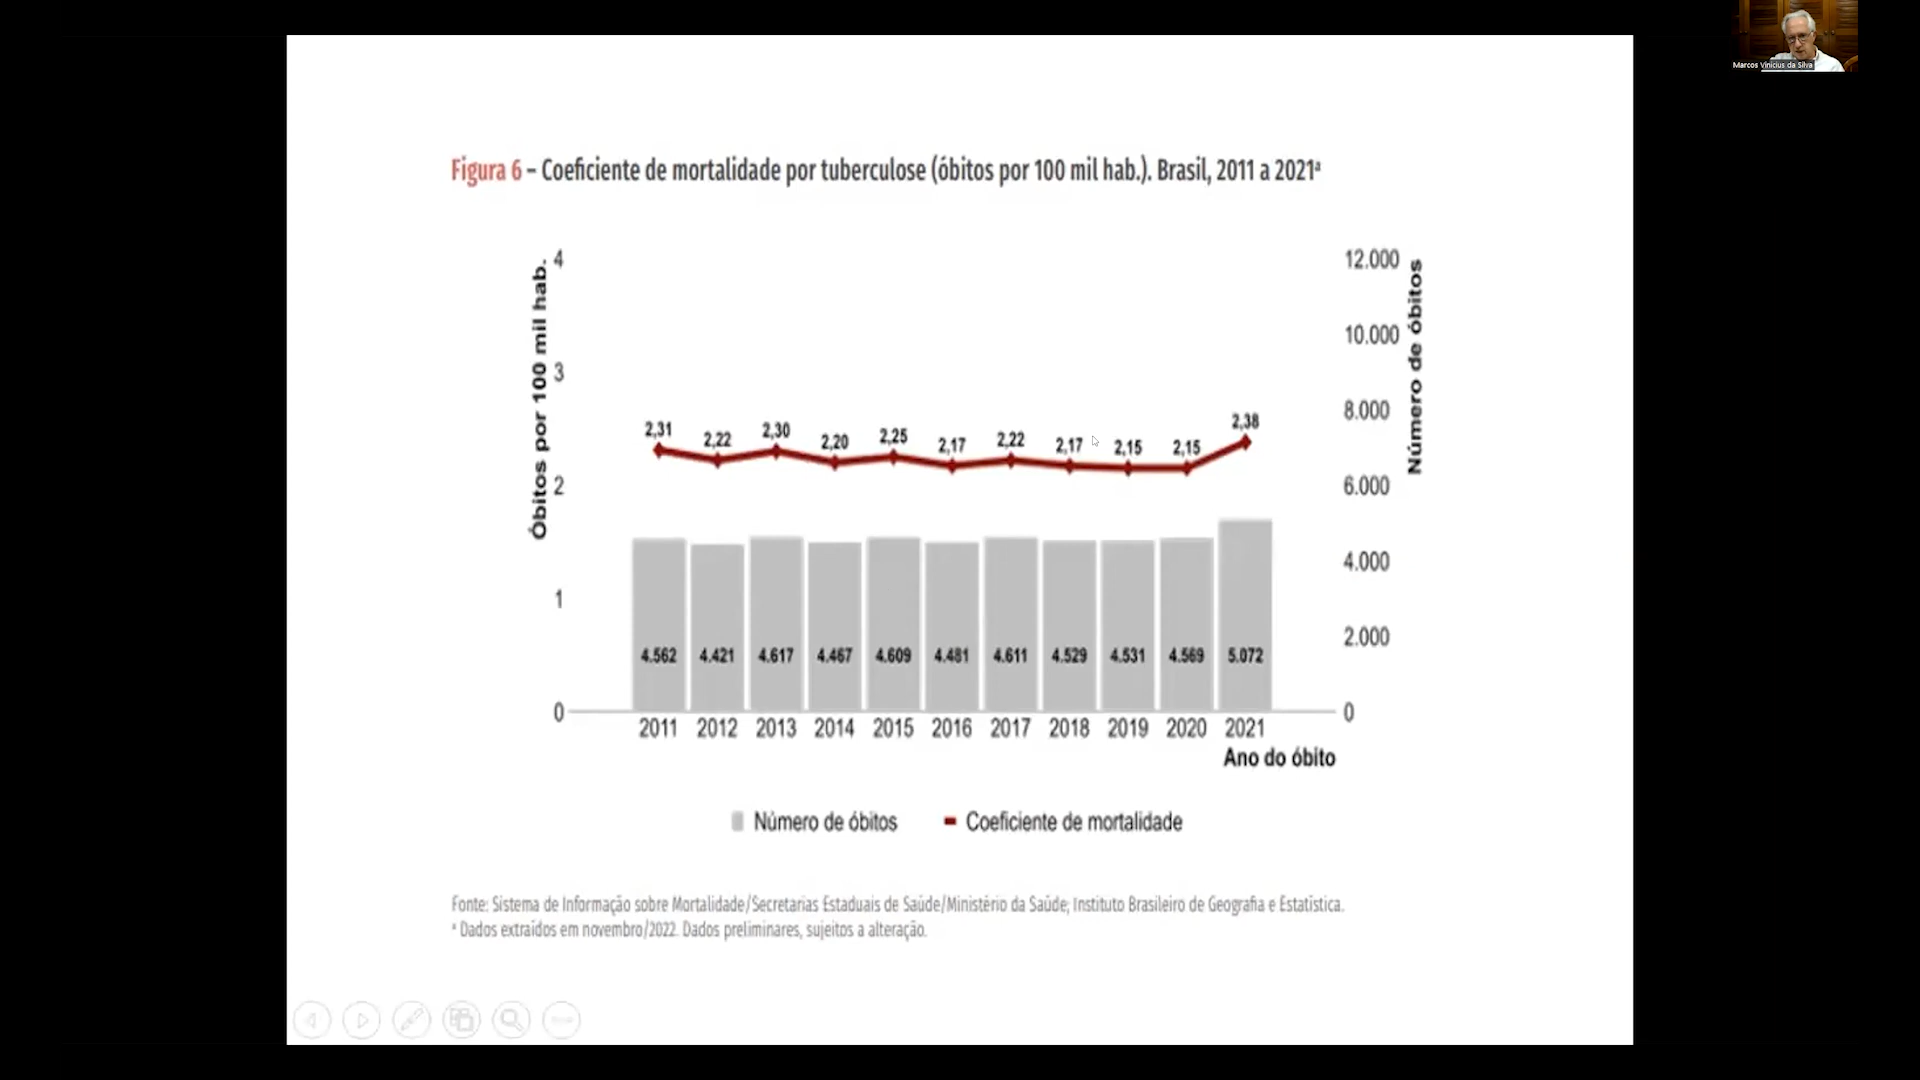 Marcos Vinicius da Silva
Figura 6 – Coeficiente de mortalidade por tuberculose (óbitos por 100 mil hab.). Brasil, 2011 a 2021ª
Óbitos por 100 mil hab.
4
3
2
1
0
2,31 2,22 2,30 2,20 2,25 2,17 2,22 2,17 2,15 2,15 2,38
4.562 4.421 4.617 4.467 4.609 4.481 4.611 4.529 4.531 4.569 5.072
2011 2012 2013 2014 2015 2016 2017 2018 2019 2020 2021
Ano do óbito
12.000
10.000
8.000
6.000
4.000
2.000
0
Número de óbitos
Número de óbitos
Coeficiente de mortalidade
Fonte: Sistema de Informação sobre Mortalidade/Secretarias Estaduais de Saúde/Ministério da Saúde; Instituto Brasileiro de Geografia e Estatística.
ª Dados extraídos em novembro/2022. Dados preliminares, sujeitos a alteração.